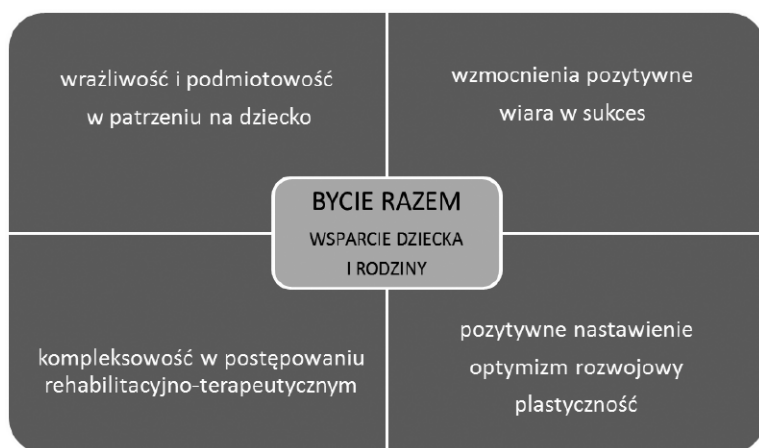 wrażliwość i podmiotowość
w patrzeniu na dziecko
wzmocnienia pozytywne
wiara w sukces
BYCIE RAZEM
WSPARCIE DZIECKA
I RODZINY
kompleksowość w postępowaniu
rehabilitacyjno-terapeutycznym
pozytywne nastawienie
optymizm rozwojowy
plastyczność